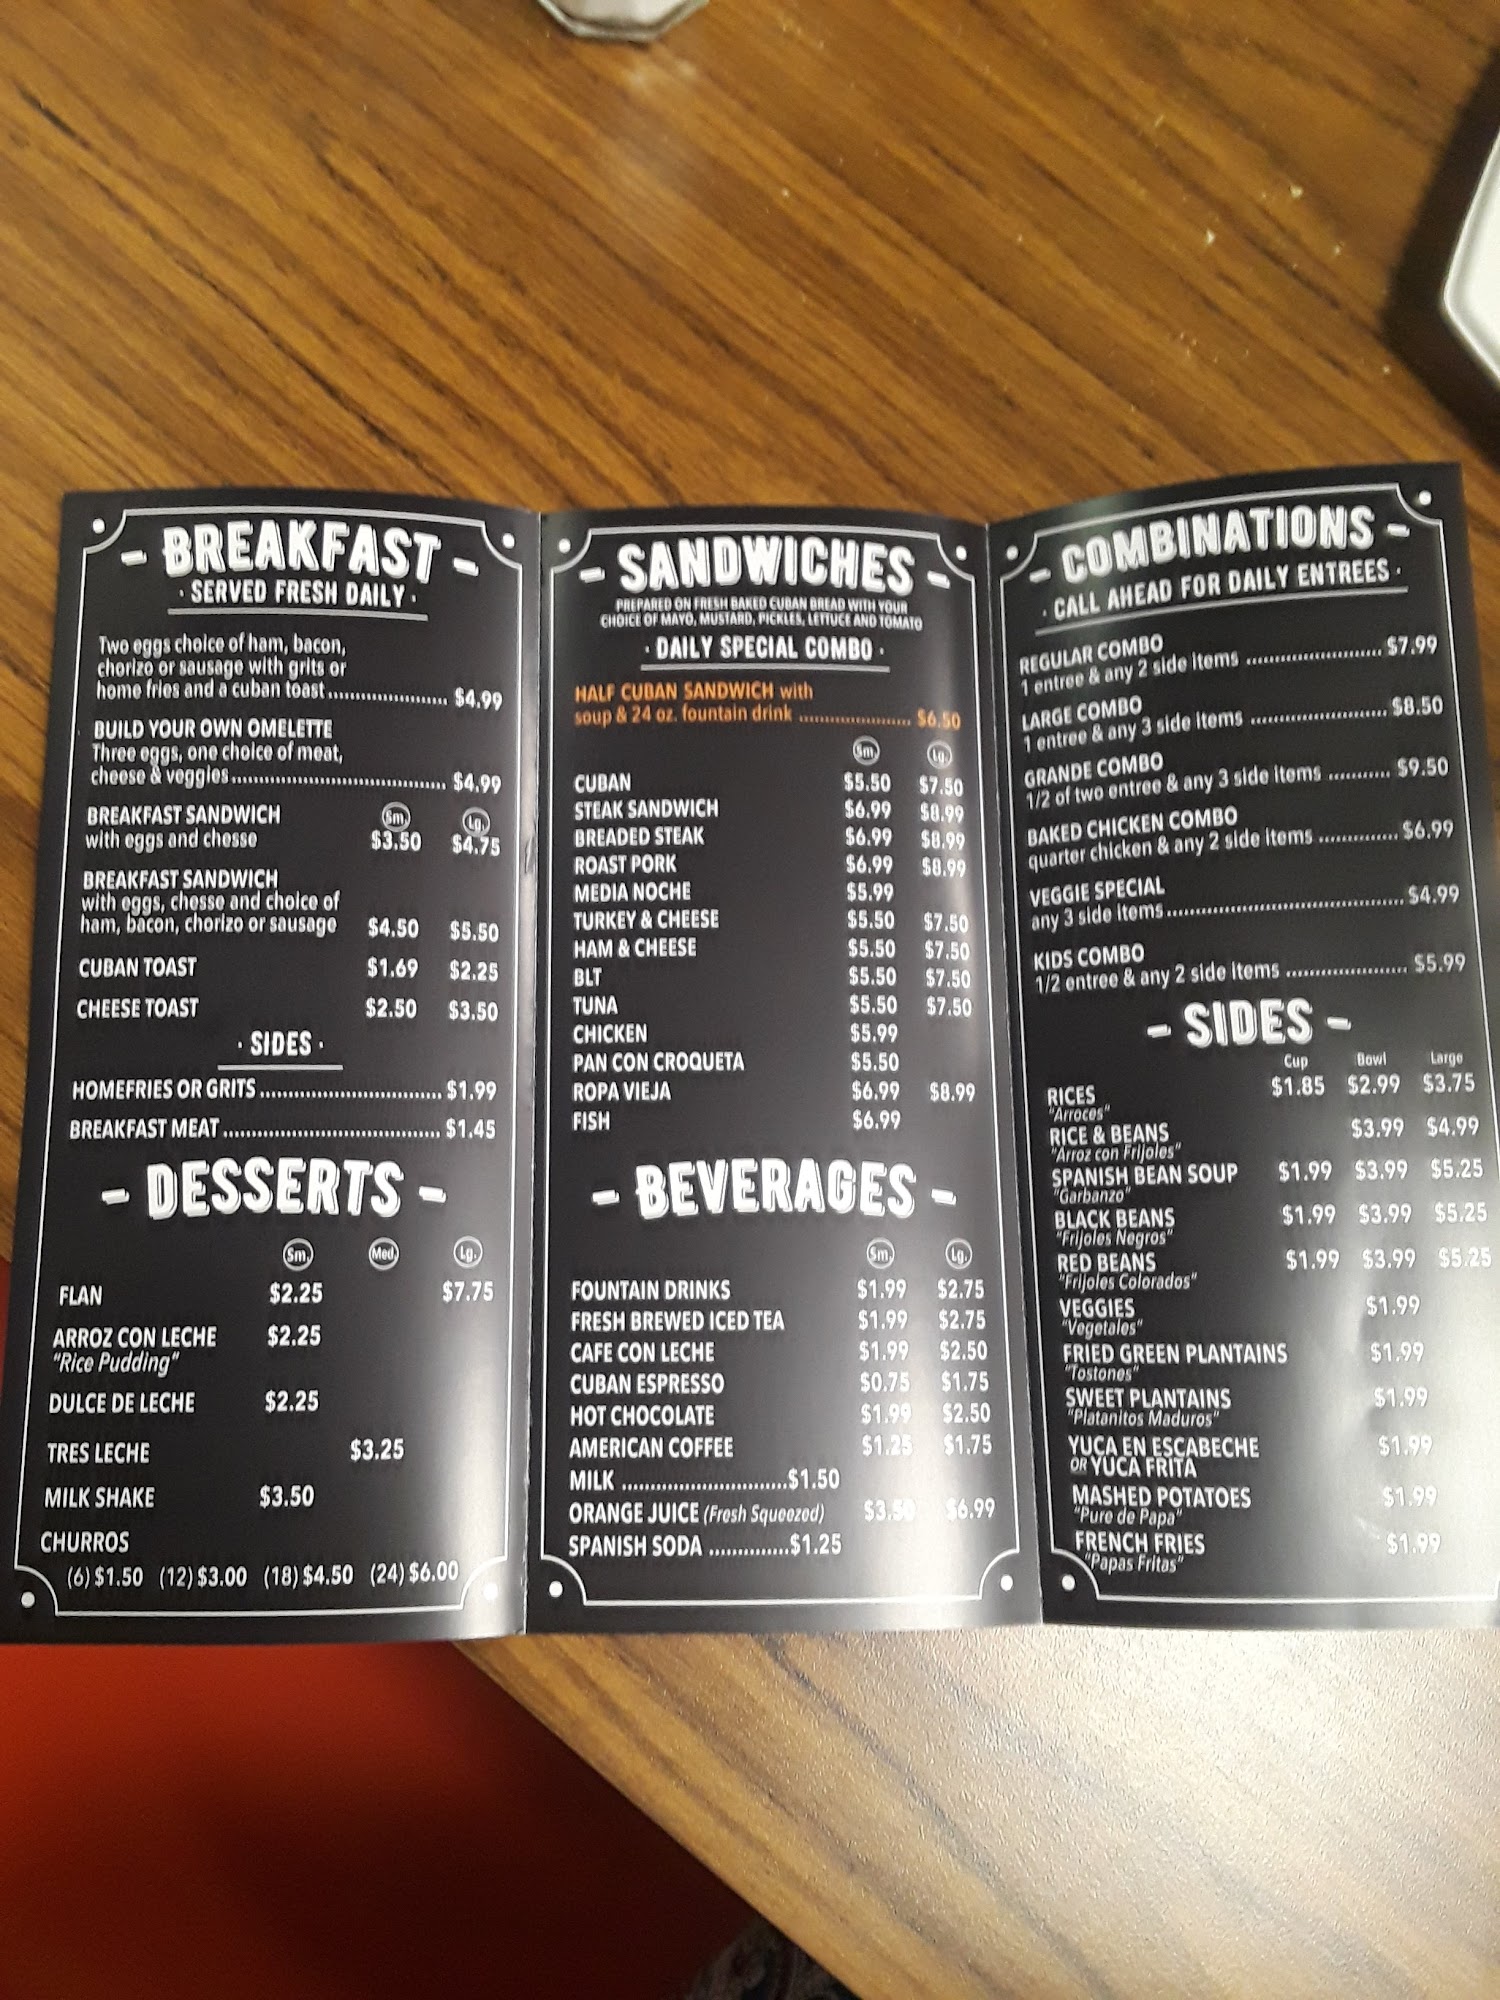 - BREAKFAST -
· SERVED FRESH DAILY ·
Two eggs choice of ham, bacon,
chorizo or sausage with grits or
home fries and a cuban toast .................. $4.99
BUILD YOUR OWN OMELETTE
Three eggs, one choice of meat,
cheese & veggies .................................. $4.99
BREAKFAST SANDWICH Sm. Lg.
with eggs and chesse $3.50 $4.75
BREAKFAST SANDWICH
with eggs, chesse and choice of
ham, bacon, chorizo or sausage $4.50 $5.50
CUBAN TOAST $1.69 $2.25
CHEESE TOAST $2.50 $3.50
· SIDES ·
HOMEFRIES OR GRITS ............................. $1.99
BREAKFAST MEAT .................................. $1.45
- DESSERTS -
Sm. Med. Lg.
FLAN $2.25 $7.75
ARROZ CON LECHE $2.25
"Rice Pudding"
DULCE DE LECHE $2.25
TRES LECHE $3.25
MILK SHAKE $3.50
CHURROS
(6) $1.50 (12) $3.00 (18) $4.50 (24) $6.00
- SANDWICHES -
PREPARED ON FRESH BAKED CUBAN BREAD WITH YOUR
CHOICE OF MAYO, MUSTARD, PICKLES, LETTUCE AND TOMATO
· DAILY SPECIAL COMBO ·
HALF CUBAN SANDWICH with
soup & 24 oz. fountain drink ..................... $6.50
Sm. Lg.
CUBAN $5.50 $7.50
STEAK SANDWICH $6.99 $8.99
BREADED STEAK $6.99 $8.99
ROAST PORK $6.99 $8.99
MEDIA NOCHE $5.99
TURKEY & CHEESE $5.50 $7.50
HAM & CHEESE $5.50 $7.50
BLT $5.50 $7.50
TUNA $5.50 $7.50
CHICKEN $5.99
PAN CON CROQUETA $5.50
ROPA VIEJA $6.99 $8.99
FISH $6.99
- BEVERAGES -
Sm. Lg.
FOUNTAIN DRINKS $1.99 $2.75
FRESH BREWED ICED TEA $1.99 $2.75
CAFE CON LECHE $1.99 $2.50
CUBAN ESPRESSO $0.75 $1.75
HOT CHOCOLATE $1.99 $2.50
AMERICAN COFFEE $1.25 $1.75
MILK ........................... $1.50
ORANGE JUICE (Fresh Squeezed) $3.50 $6.99
SPANISH SODA .............. $1.25
- COMBINATIONS -
· CALL AHEAD FOR DAILY ENTREES ·
REGULAR COMBO
1 entree & any 2 side items ...................... $7.99
LARGE COMBO
1 entree & any 3 side items ...................... $8.50
GRANDE COMBO
1/2 of two entree & any 3 side items ........... $9.50
BAKED CHICKEN COMBO
quarter chicken & any 2 side items ............. $6.99
VEGGIE SPECIAL
any 3 side items ...................................... $4.99
KIDS COMBO
1/2 entree & any 2 side items .................... $5.99
- SIDES -
Cup Bowl Large
RICES $1.85 $2.99 $3.75
"Arroces"
RICE & BEANS $3.99 $4.99
"Arroz con Frijoles"
SPANISH BEAN SOUP $1.99 $3.99 $5.25
"Garbanzo"
BLACK BEANS $1.99 $3.99 $5.25
"Frijoles Negros"
RED BEANS $1.99 $3.99 $5.25
"Frijoles Colorados"
VEGGIES $1.99
"Vegetales"
FRIED GREEN PLANTAINS $1.99
"Tostones"
SWEET PLANTAINS $1.99
"Platanitos Maduros"
YUCA EN ESCABECHE $1.99
OR YUCA FRITA
MASHED POTATOES $1.99
"Pure de Papa"
FRENCH FRIES $1.99
"Papas Fritas"